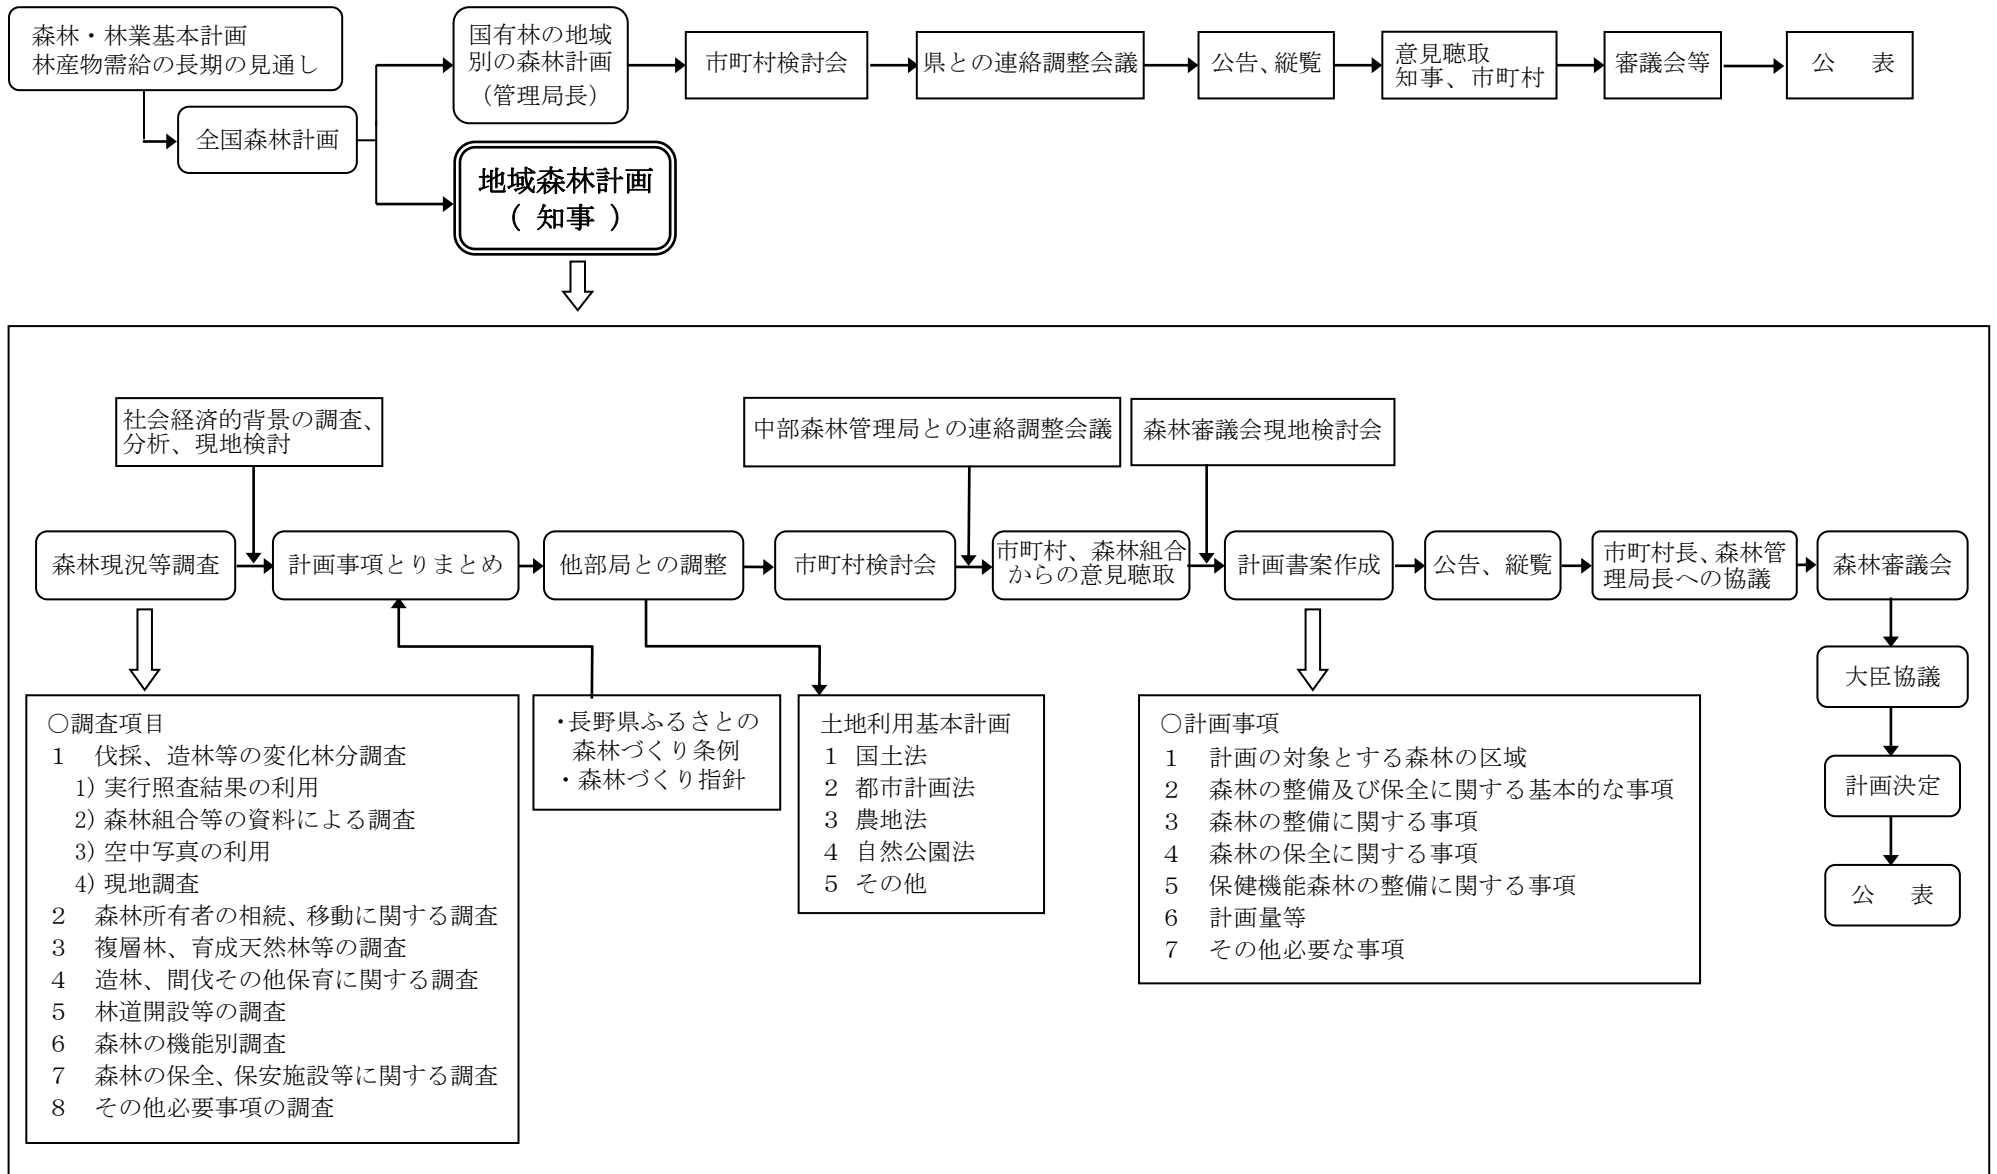 森林・林業基本計画
林産物需給の長期の見通し
全国森林計画
国有林の地域
別の森林計画
（管理局長）
市町村検討会
県との連絡調整会議
公告、縦覧
意見聴取
知事、市町村
審議会等
公　表
地域森林計画
（ 知事 ）
社会経済的背景の調査、
分析、現地検討
中部森林管理局との連絡調整会議
森林審議会現地検討会
森林現況等調査
計画事項とりまとめ
他部局との調整
市町村検討会
市町村、森林組合
からの意見聴取
計画書案作成
公告、縦覧
市町村長、森林管
理局長への協議
森林審議会
大臣協議
計画決定
公　表
○調査項目
１　伐採、造林等の変化林分調査
1) 実行照査結果の利用
2) 森林組合等の資料による調査
3) 空中写真の利用
4) 現地調査
２　森林所有者の相続、移動に関する調査
３　複層林、育成天然林等の調査
４　造林、間伐その他保育に関する調査
５　林道開設等の調査
６　森林の機能別調査
７　森林の保全、保安施設等に関する調査
８　その他必要事項の調査
・長野県ふるさとの
森林づくり条例
・森林づくり指針
土地利用基本計画
１ 国土法
２ 都市計画法
３ 農地法
４ 自然公園法
５ その他
○計画事項
１　計画の対象とする森林の区域
２　森林の整備及び保全に関する基本的な事項
３　森林の整備に関する事項
４　森林の保全に関する事項
５　保健機能森林の整備に関する事項
６　計画量等
７　その他必要な事項